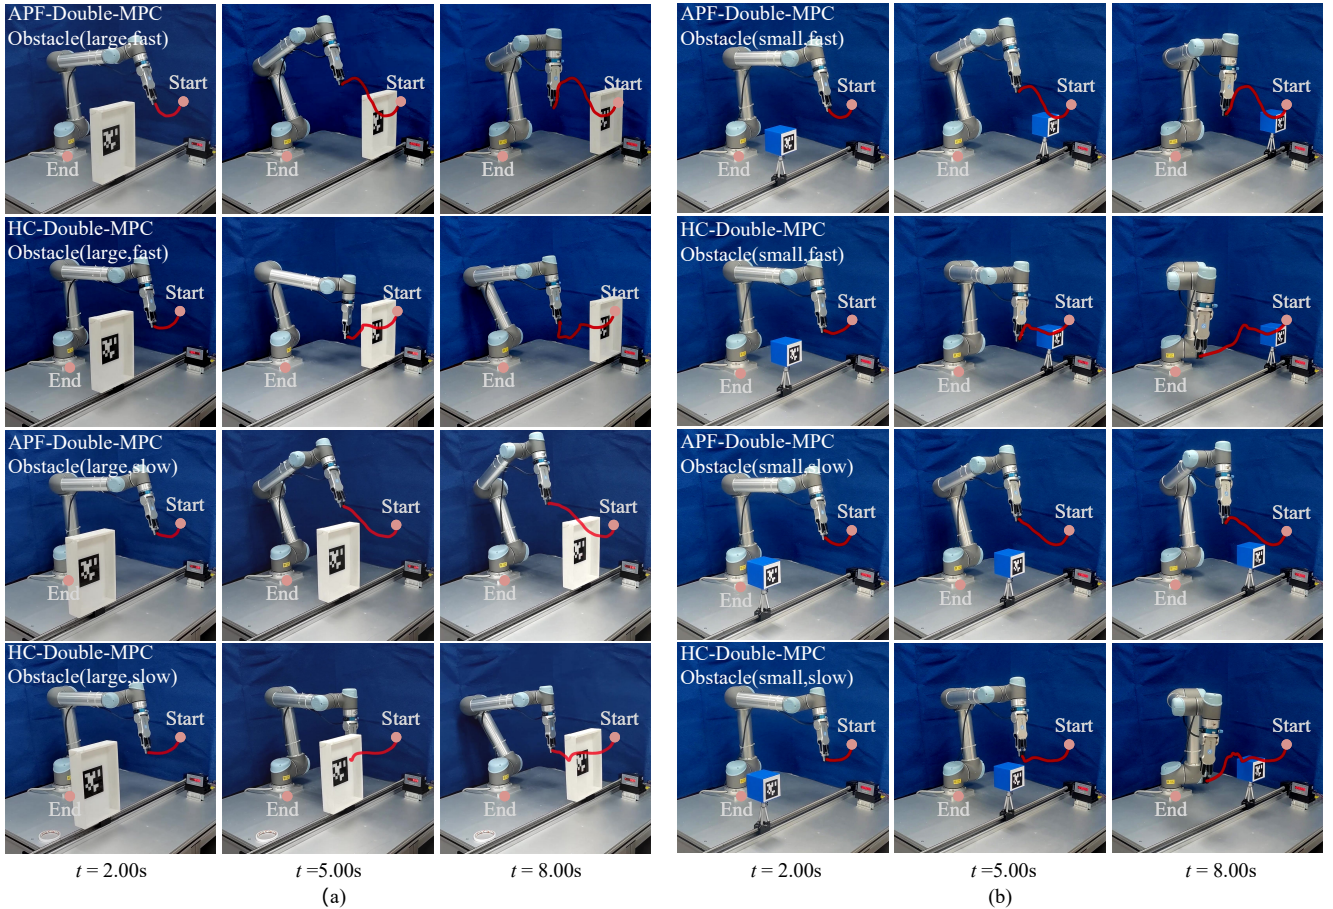 APF-Double-MPC
Obstacle(large,fast)
Start
End
Start
End
Start
End
HC-Double-MPC
Obstacle(large,fast)
Start
End
Start
End
Start
End
APF-Double-MPC
Obstacle(large,slow)
Start
End
Start
End
Start
End
HC-Double-MPC
Obstacle(large,slow)
Start
End
Start
End
Start
End
t = 2.00s
t =5.00s
t = 8.00s
(a)
APF-Double-MPC
Obstacle(small,fast)
Start
End
Start
End
Start
End
HC-Double-MPC
Obstacle(small,fast)
Start
End
Start
End
Start
End
APF-Double-MPC
Obstacle(small,slow)
Start
End
Start
End
Start
End
HC-Double-MPC
Obstacle(small,slow)
Start
End
Start
End
Start
End
t = 2.00s
t =5.00s
t = 8.00s
(b)